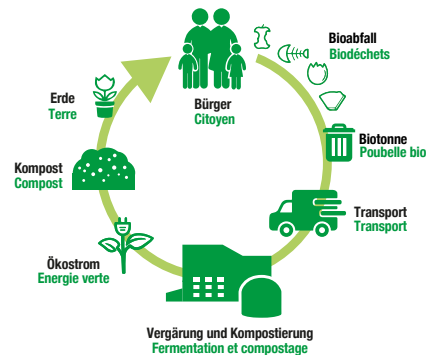 Bioabfall
Biodéchets
Bürger
Citoyen
Erde
Terre
Biotonne
Poubelle bio
Kompost
Compost
Transport
Transport
Ökostrom
Energie verte
Vergärung und Kompostierung
Fermentation et compostage